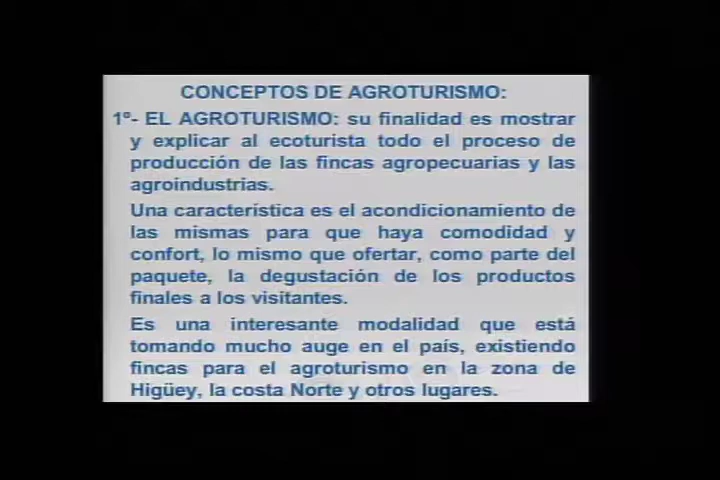 CONCEPTOS DE AGROTURISMO:
1º- EL AGROTURISMO: su finalidad es mostrar
y explicar al ecoturista todo el proceso de
producción de las fincas agropecuarias y las
agroindustrias.
Una característica es el acondicionamiento de
las mismas para que haya comodidad y
confort, lo mismo que ofertar, como parte del
paquete, la degustación de los productos
finales a los visitantes.
Es una interesante modalidad que está
tomando mucho auge en el país, existiendo
fincas para el agroturismo en la zona de
Higüey, la costa Norte y otros lugares.